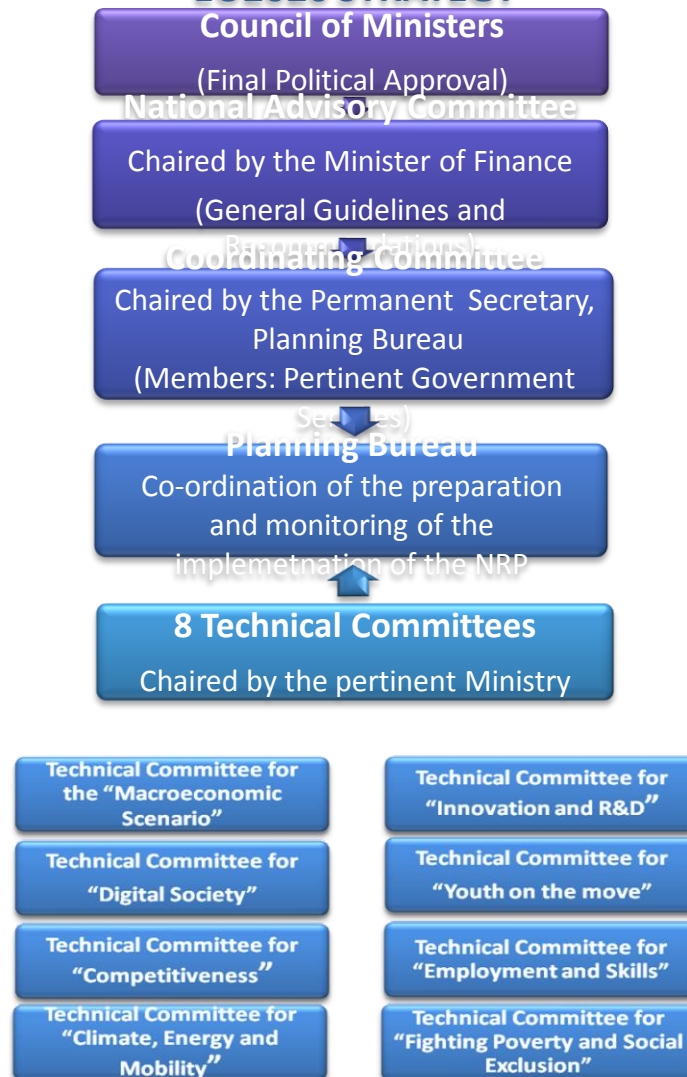 Council of Ministers
(Final Political Approval)
National Advisory Committee
Chaired by the Minister of Finance
(General Guidelines and
Coordinating Committee
Chaired by the Permanent Secretary,
Planning Bureau
(Members: Pertinent Government
Planning Bureau
Co-ordination of the preparation
and monitoring of the
implemetnation of the NRP
8 Technical Committees
Chaired by the pertinent Ministry
Technical Committee for
the “Macroeconomic
Scenario”
Technical Committee for
“Digital Society”
Technical Committee for
“Competitiveness”
Technical Committee for
“Climate, Energy and
Mobility”
Technical Committee for
“Innovation and R&D”
Technical Committee for
“Youth on the move”
Technical Committee for
“Employment and Skills”
Technical Committee for
“Fighting Poverty and Social
Exclusion”